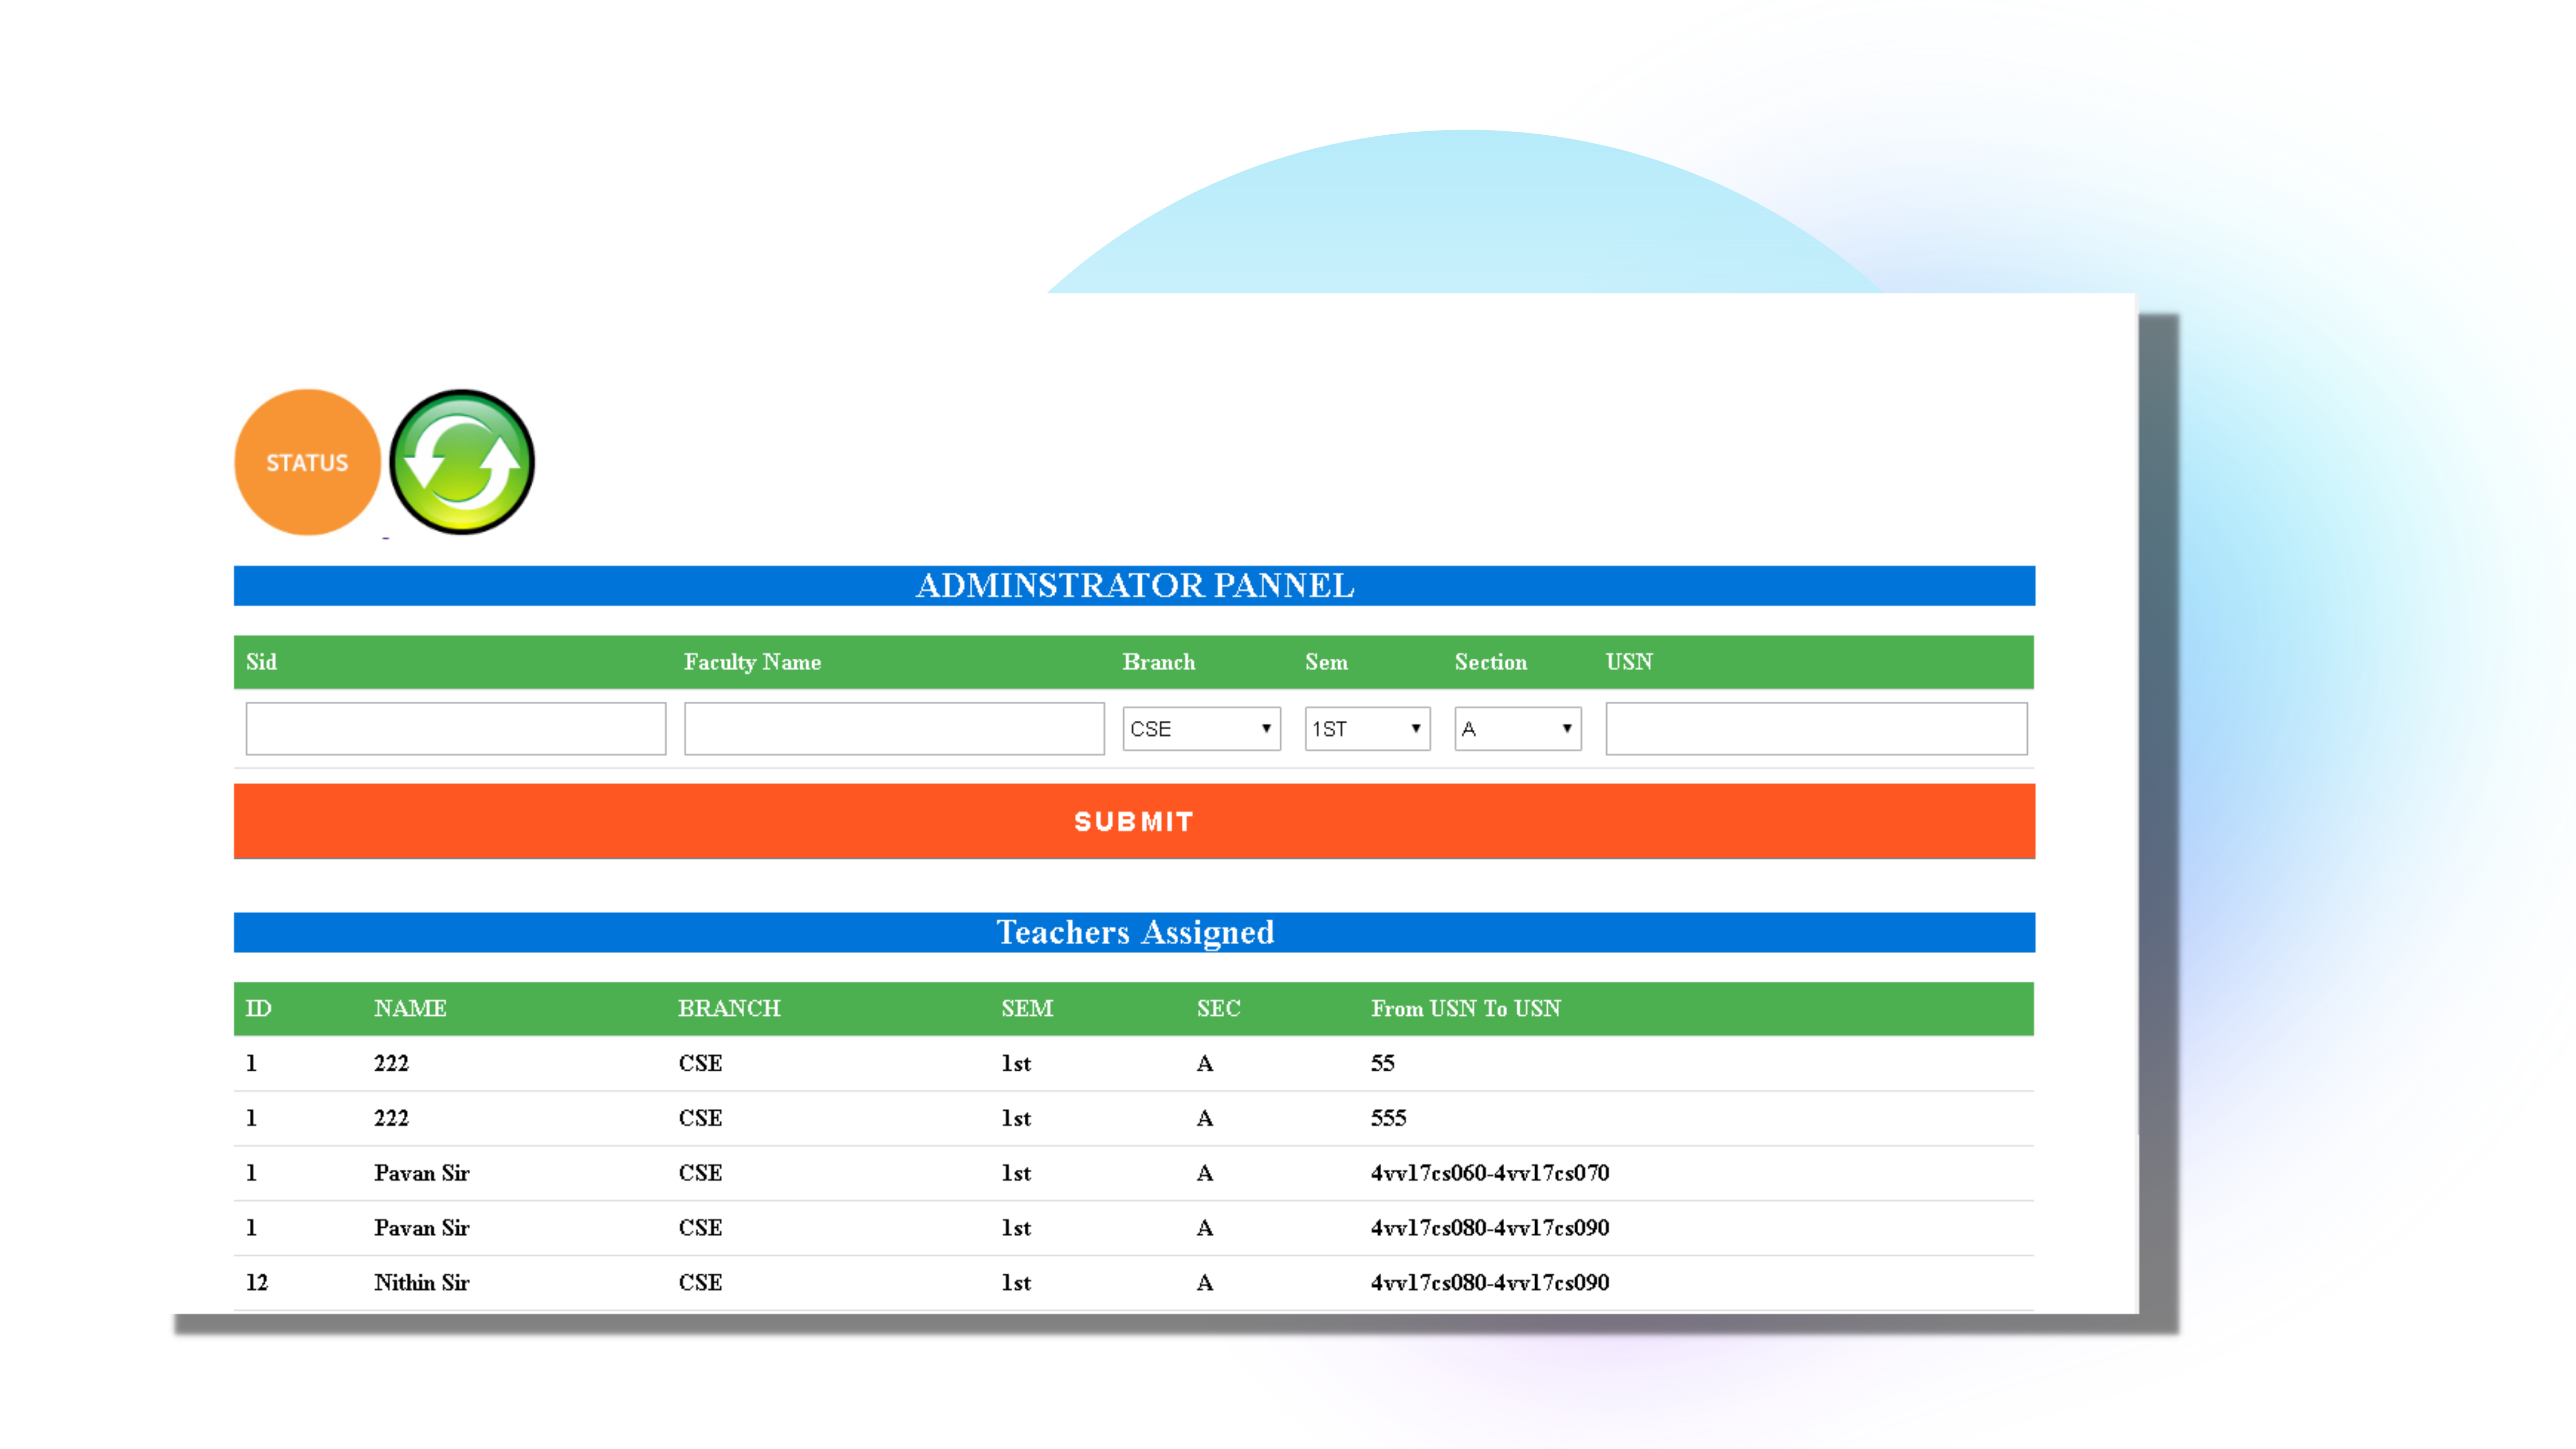 STATUS
ADMINSTRATOR PANNEL
Sid Faculty Name Branch Sem Section USN
CSE 1ST A
SUBMIT
Teachers Assigned
ID NAME BRANCH SEM SEC From USN To USN
1 222 CSE 1st A 55
1 222 CSE 1st A 555
1 Pavan Sir CSE 1st A 4vv17cs060-4vv17cs070
1 Pavan Sir CSE 1st A 4vv17cs080-4vv17cs090
12 Nithin Sir CSE 1st A 4vv17cs080-4vv17cs090